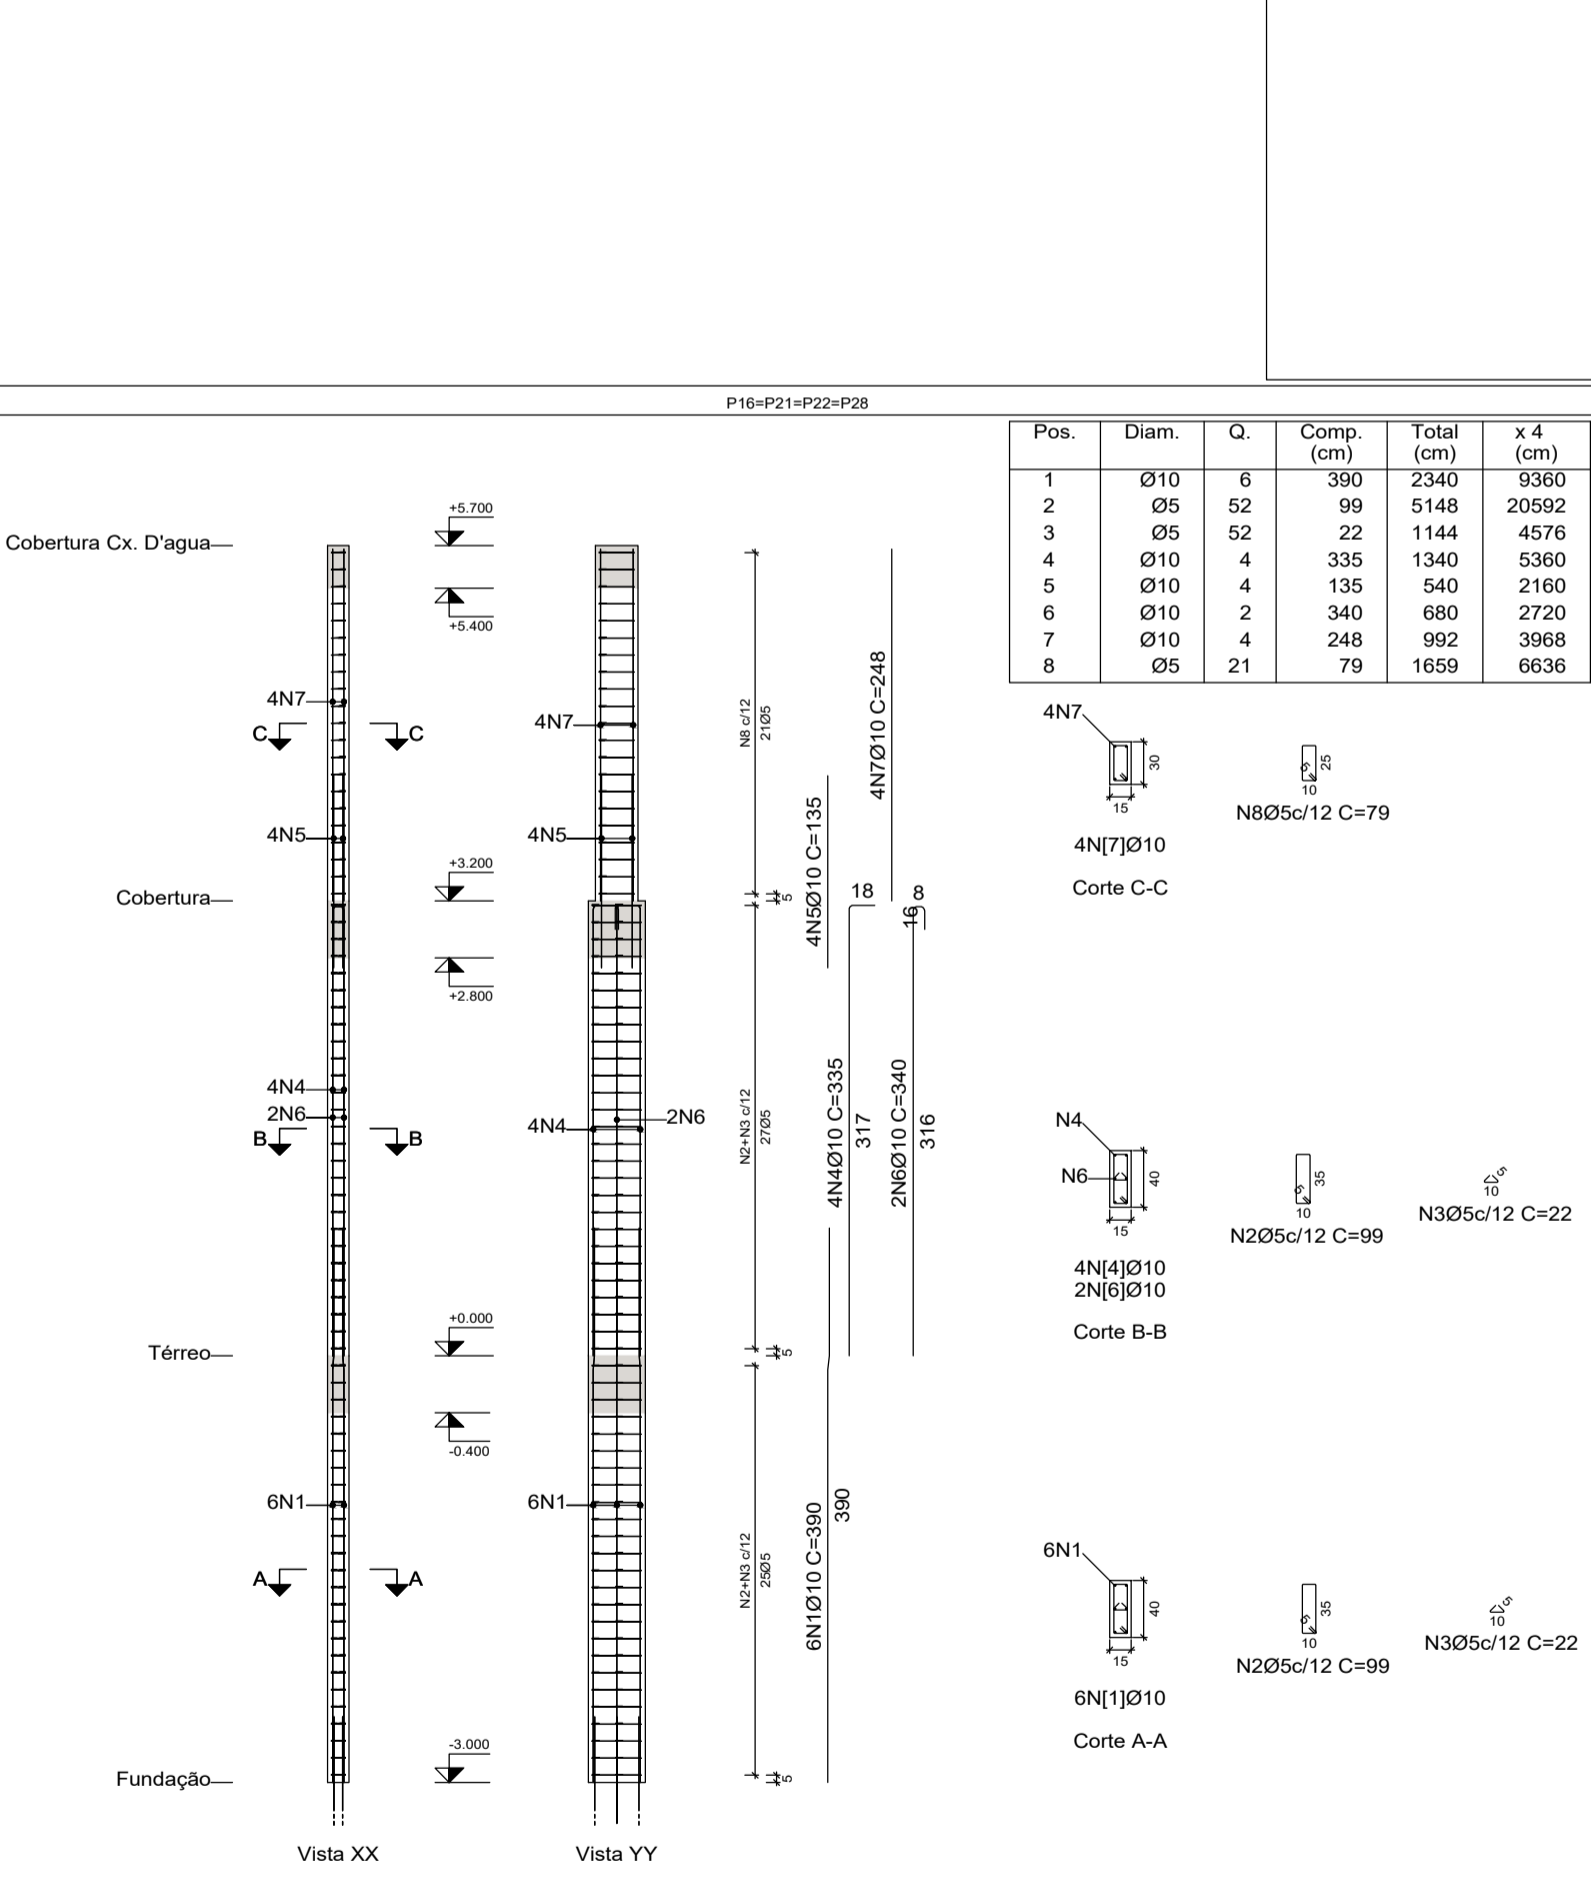 P16=P21=P22=P28
Pos. Diam. Q. Comp. (cm) Total (cm) x 4 (cm)
1 Ø10 6 390 2340 9360
2 Ø5 52 99 5148 20592
3 Ø5 52 22 1144 4576
4 Ø10 4 335 1340 5360
5 Ø10 4 135 540 2160
6 Ø10 2 340 680 2720
7 Ø10 4 248 992 3968
8 Ø5 21 79 1659 6636
Cobertura Cx. D'agua
+5.700
+5.400
4N7
C C
4N5
Cobertura
+3.200
+2.800
4N4
2N6
B B
Térreo
+0.000
-0.400
6N1
A A
Fundação
-3.000
Vista XX
4N7
4N5
4N4
2N6
6N1
Vista YY
N8 c/12
21Ø5
5
N2+N3 c/12
27Ø5
5
N2+N3 c/12
25Ø5
5
4N7Ø10 C=248
4N5Ø10 C=135
18
8
16
4N4Ø10 C=335
317
2N6Ø10 C=340
316
6N1Ø10 C=390
390
4N7
30
15
4N[7]Ø10
Corte C-C
5
25
10
N8Ø5c/12 C=79
N4
N6
40
15
4N[4]Ø10
2N[6]Ø10
Corte B-B
5
35
10
N2Ø5c/12 C=99
5
10
N3Ø5c/12 C=22
6N1
40
15
6N[1]Ø10
Corte A-A
5
35
10
N2Ø5c/12 C=99
5
10
N3Ø5c/12 C=22